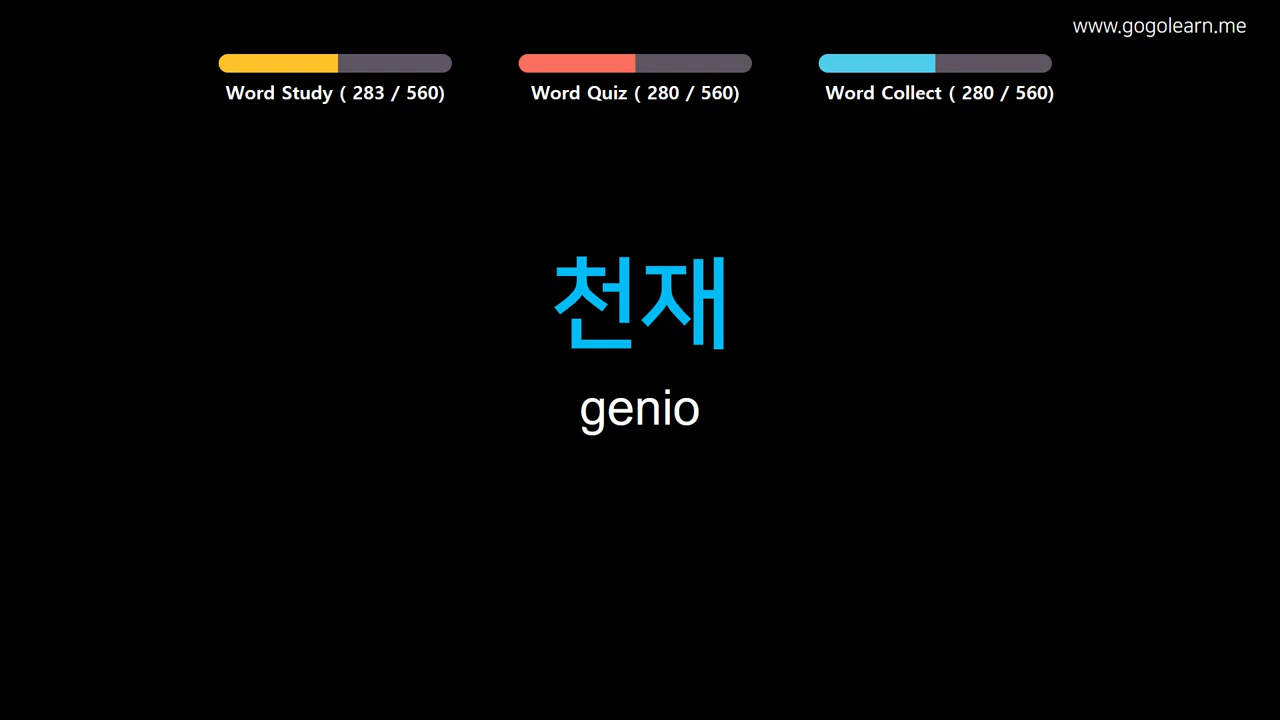 www.gogolearn.me
Word Study ( 283 / 560)
Word Quiz ( 280 / 560)
Word Collect ( 280 / 560)
천재
genio